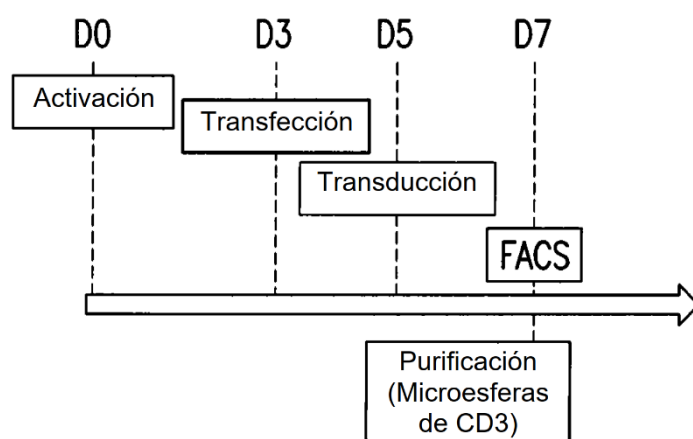 D0 D3 D5 D7
Activación
Transfección
Transducción
FACS
Purificación
(Microesferas
de CD3)